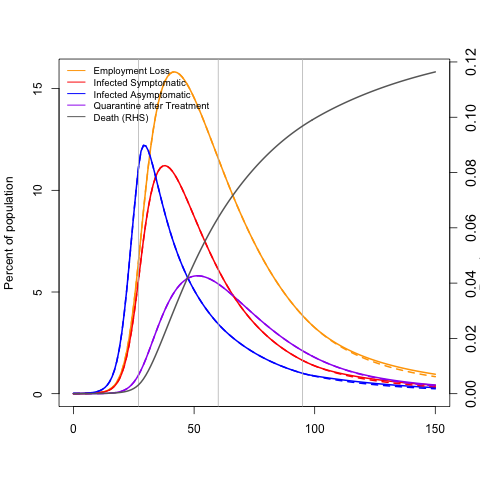 Employment Loss
Infected Symptomatic
Infected Asymptomatic
Quarantine after Treatment
Death (RHS)
Percent of population
15
10
5
0
0.12
0.10
0.08
0.06
0.04
0.02
0.00
0
50
100
150